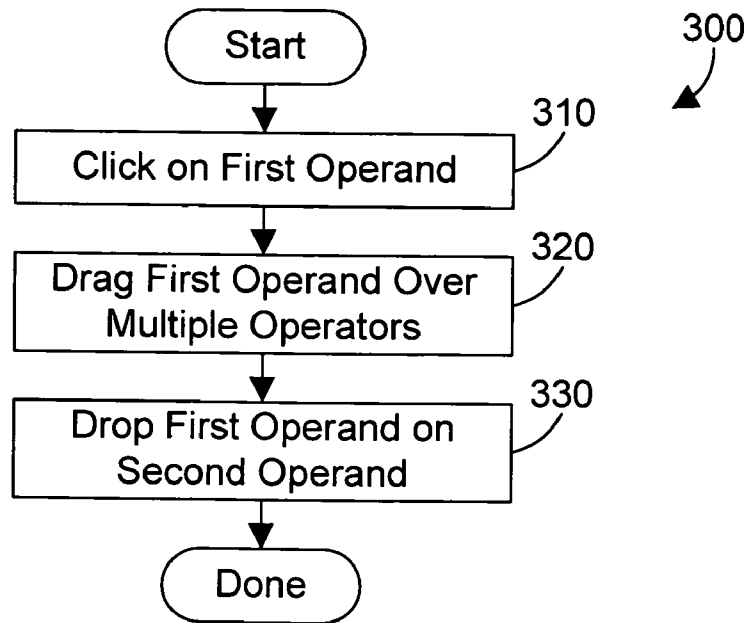 Start
300
310
Click on First Operand
320
Drag First Operand Over
Multiple Operators
330
Drop First Operand on
Second Operand
Done